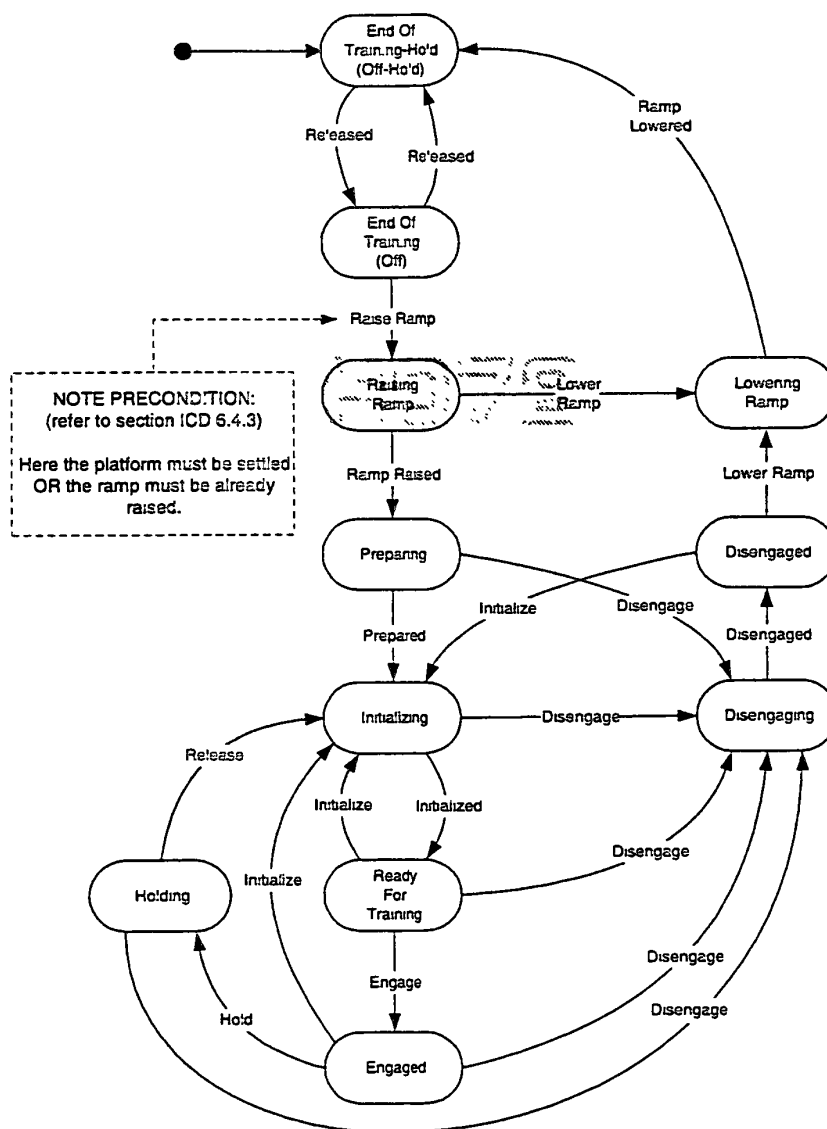 End Of
Training-Hold
(Off-Hold)
Released
Released
Ramp
Lowered
End Of
Training
(Off)
Raise Ramp
NOTE PRECONDITION:
(refer to section ICD 6.4.3)
Here the platform must be settled
OR the ramp must be already
raised.
Raising
Ramp
Lower
Ramp
Lowering
Ramp
Ramp Raised
Lower Ramp
Preparing
Disengaged
Initialize
Disengage
Prepared
Disengaged
Initializing
Disengage
Disengaging
Release
Initialize
Initialized
Holding
Initialize
Ready
For
Training
Disengage
Engage
Disengage
Hold
Disengage
Engaged